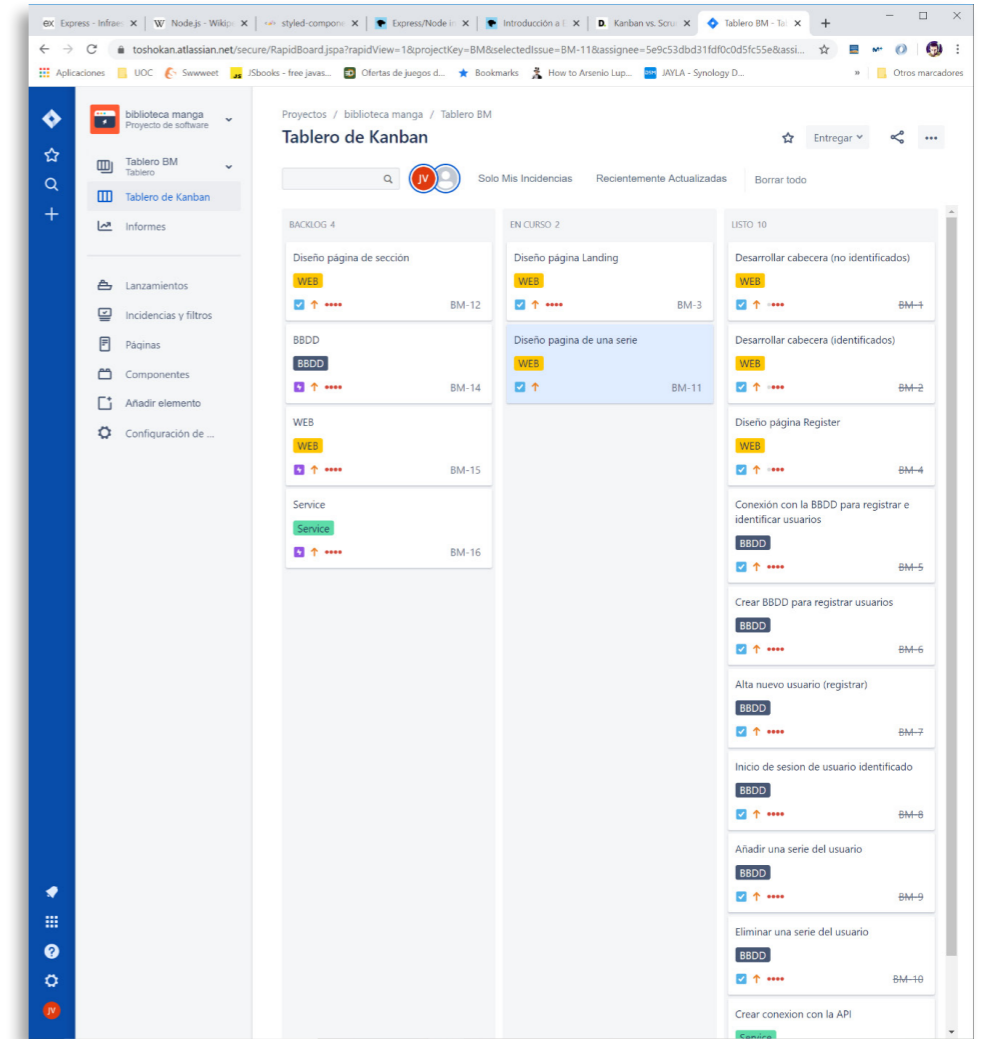 Express - Infraes
Node.js - Wikipe
styled-compone
Express/Node in
Introducción a E
Kanban vs. Scru
Tablero BM - Tab
toshokan.atlassian.net/secure/RapidBoard.jspa?rapidView=1&projectKey=BM&selectedIssue=BM-11&assignee=5e9c53dbd31fdf0c0d5fc55e&assi...
Aplicaciones
UOC
Swwweet
JSbooks - free javas...
Ofertas de juegos d...
Bookmarks
How to Arsenio Lup...
JAYLA - Synology D...
»
Otros marcadores
biblioteca manga
Proyecto de software
Tablero BM
Tablero
Tablero de Kanban
Informes
Lanzamientos
Incidencias y filtros
Páginas
Componentes
Añadir elemento
Configuración de ...
JV
Proyectos / biblioteca manga / Tablero BM
Tablero de Kanban
Entregar
JV
Solo Mis Incidencias
Recientemente Actualizadas
Borrar todo
BACKLOG 4
Diseño página de sección
WEB
BM-12
BBDD
BBDD
BM-14
WEB
WEB
BM-15
Service
Service
BM-16
EN CURSO 2
Diseño página Landing
WEB
BM-3
Diseño pagina de una serie
WEB
BM-11
LISTO 10
Desarrollar cabecera (no identificados)
WEB
BM-1
Desarrollar cabecera (identificados)
WEB
BM-2
Diseño página Register
WEB
BM-4
Conexión con la BBDD para registrar e
identificar usuarios
BBDD
BM-5
Crear BBDD para registrar usuarios
BBDD
BM-6
Alta nuevo usuario (registrar)
BBDD
BM-7
Inicio de sesion de usuario identificado
BBDD
BM-8
Añadir una serie del usuario
BBDD
BM-9
Eliminar una serie del usuario
BBDD
BM-10
Crear conexion con la API
Service